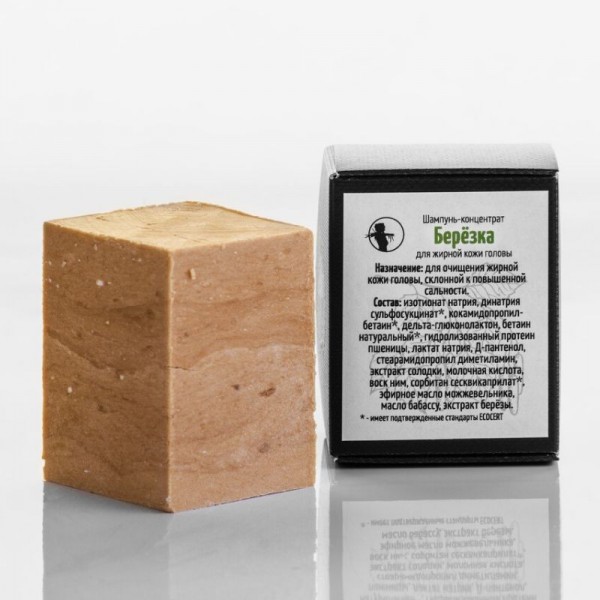 Шампунь-концентрат
Берёзка
для жирной кожи головы
Назначение: для очищения жирной
кожи головы, склонной к повышенной
сальности.
Состав: изотионат натрия, динатрия
сульфосукцинат*, кокамидопропил-
бетаин*, дельта-глюконолактон, бетаин
натуральный*, гидролизованный протеин
пшеницы, лактат натрия, Д-пантенол,
стеарамидопропил диметиламин,
экстракт солодки, молочная кислота,
воск ним, сорбитан сесквикаприлат*,
эфирное масло можжевельника,
масло бабассу, экстракт берёзы.
* - имеет подтвержденные стандарты ECOCERT